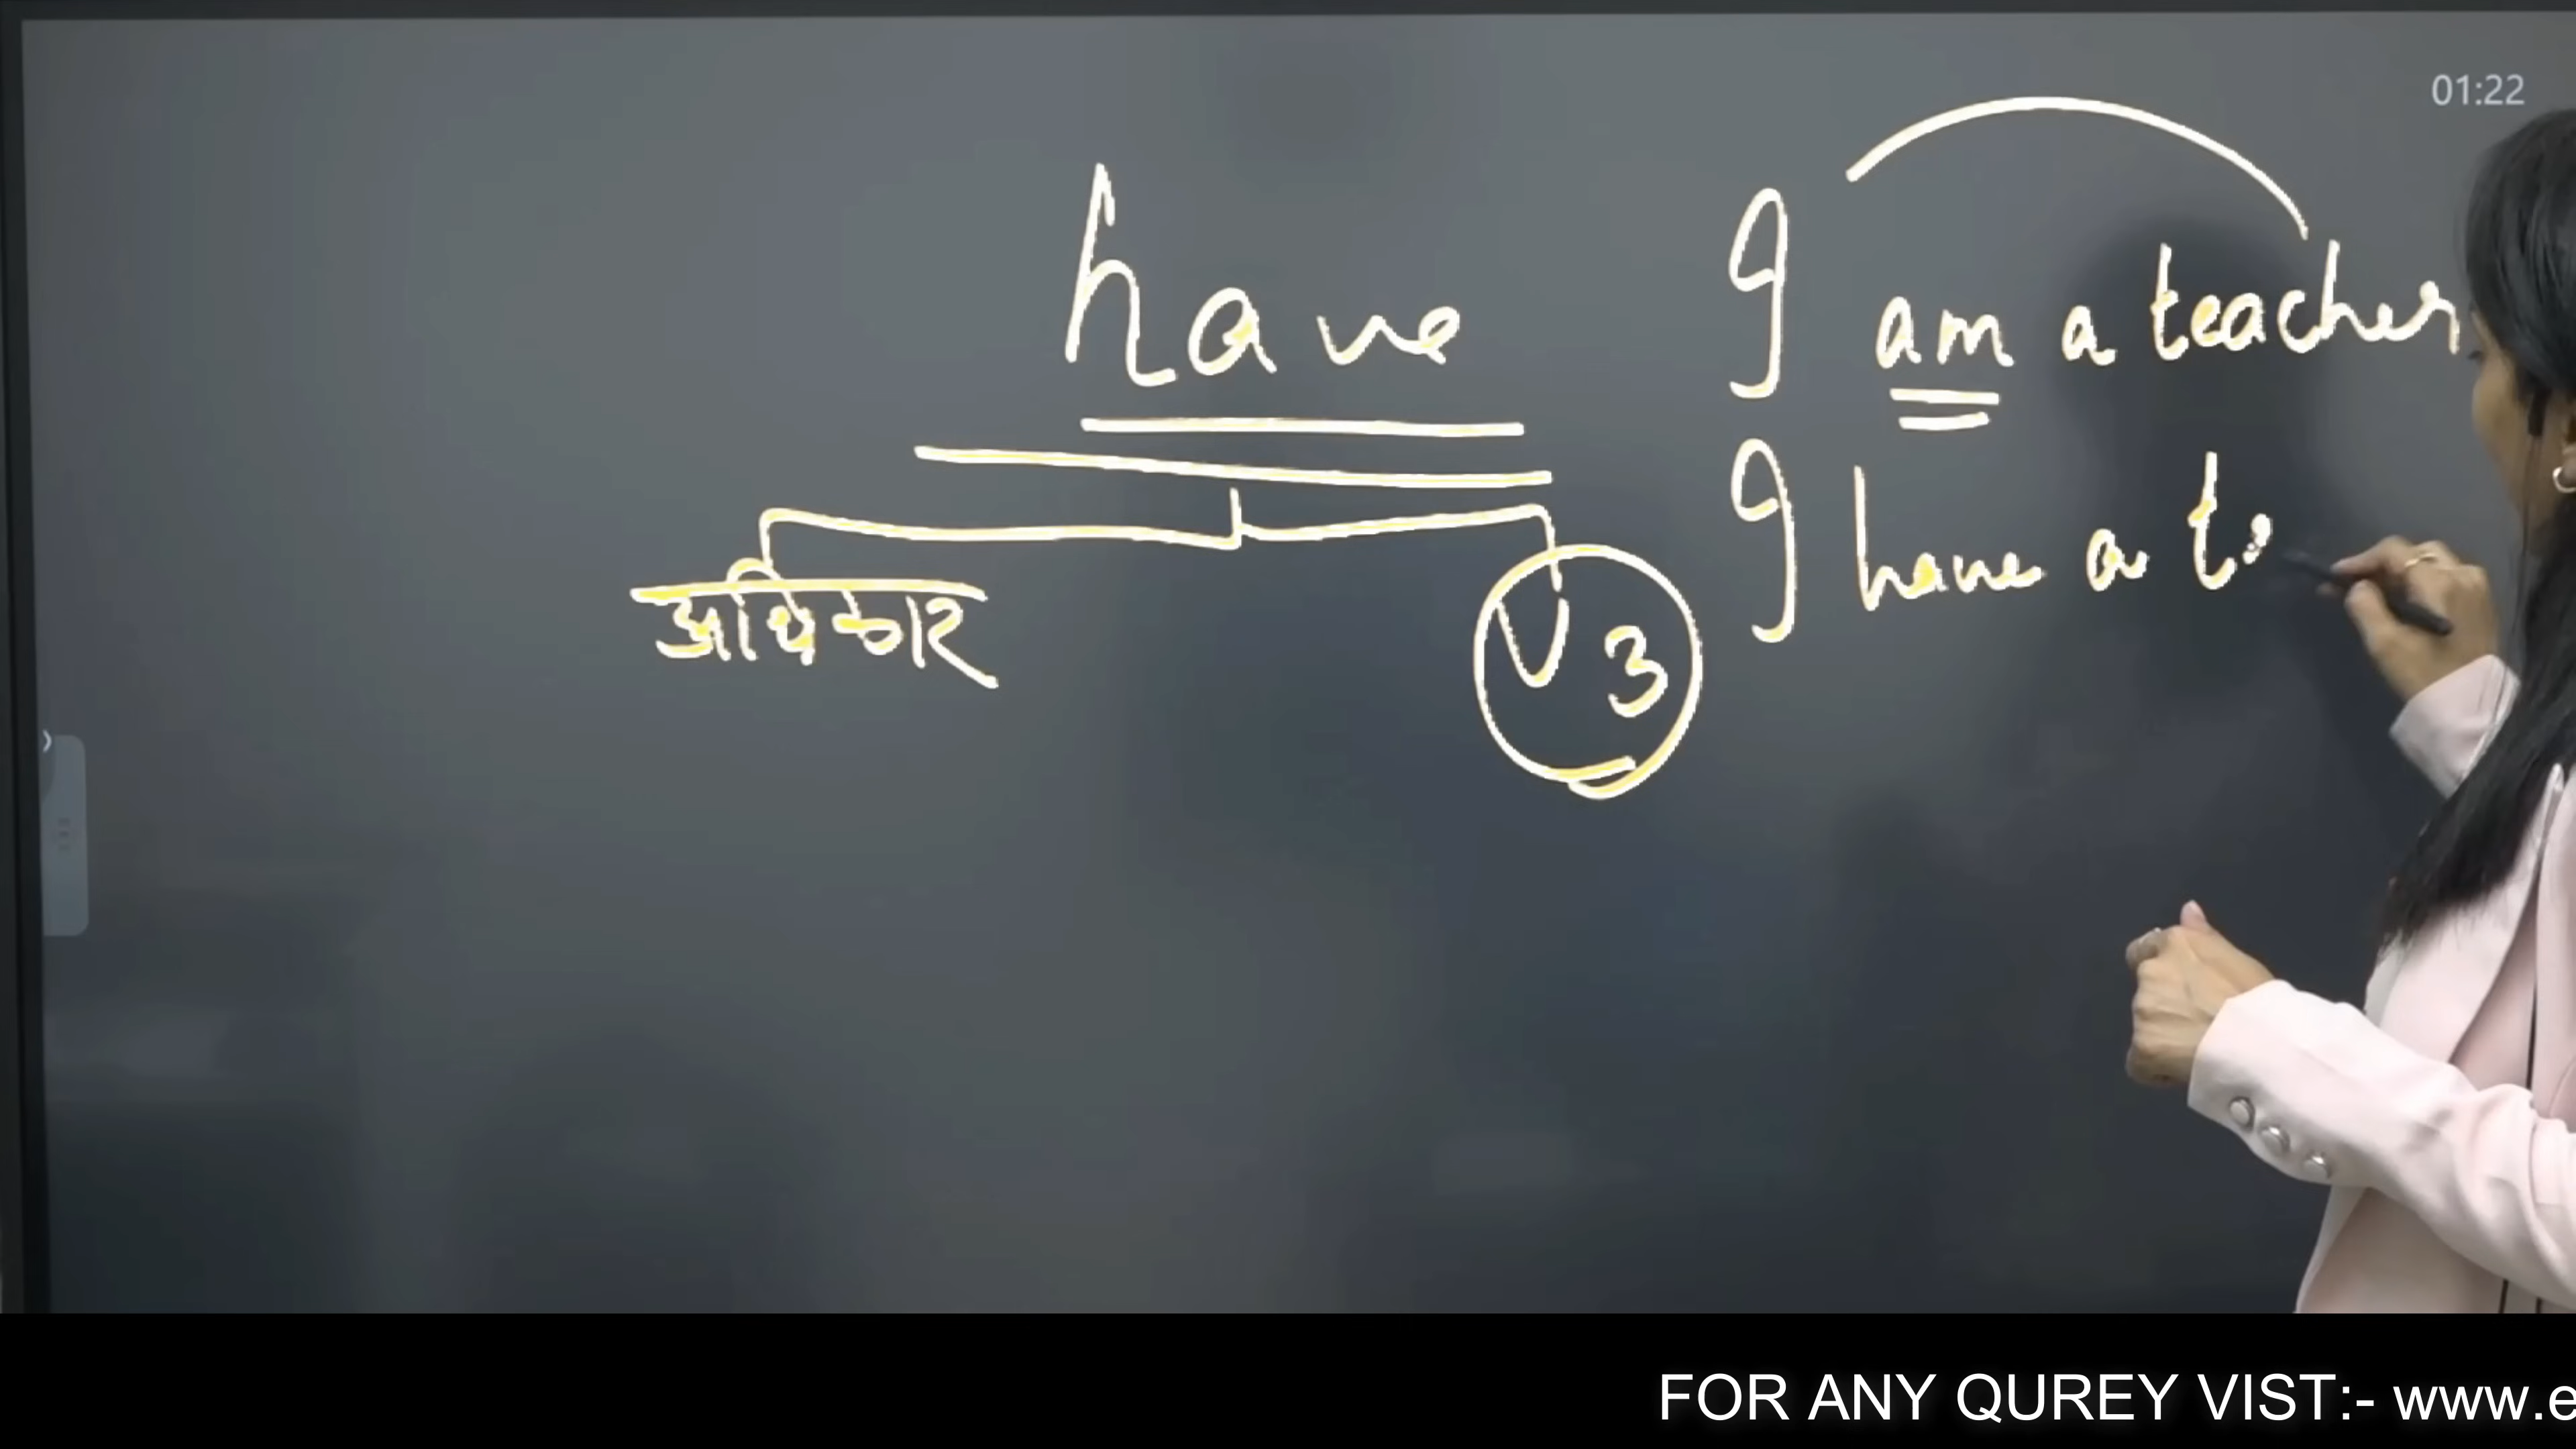 01:22
have
I am a teacher
I have a
अधिकार
V3
FOR ANY QUREY VIST:- www.e